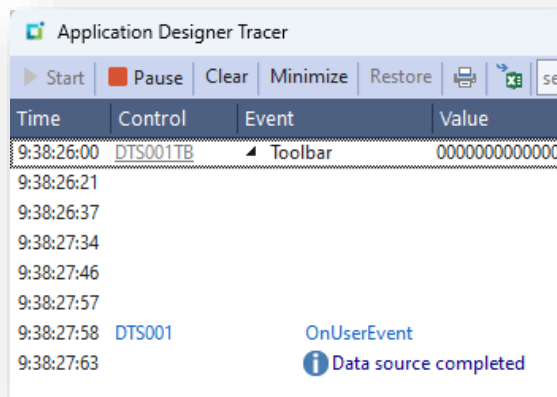 Application Designer Tracer
Start Pause Clear Minimize Restore se
Time Control Event Value
9:38:26:00 DTS001TB Toolbar 0000000000000
9:38:26:21
9:38:26:37
9:38:27:34
9:38:27:46
9:38:27:57
9:38:27:58 DTS001 OnUserEvent
9:38:27:63 Data source completed